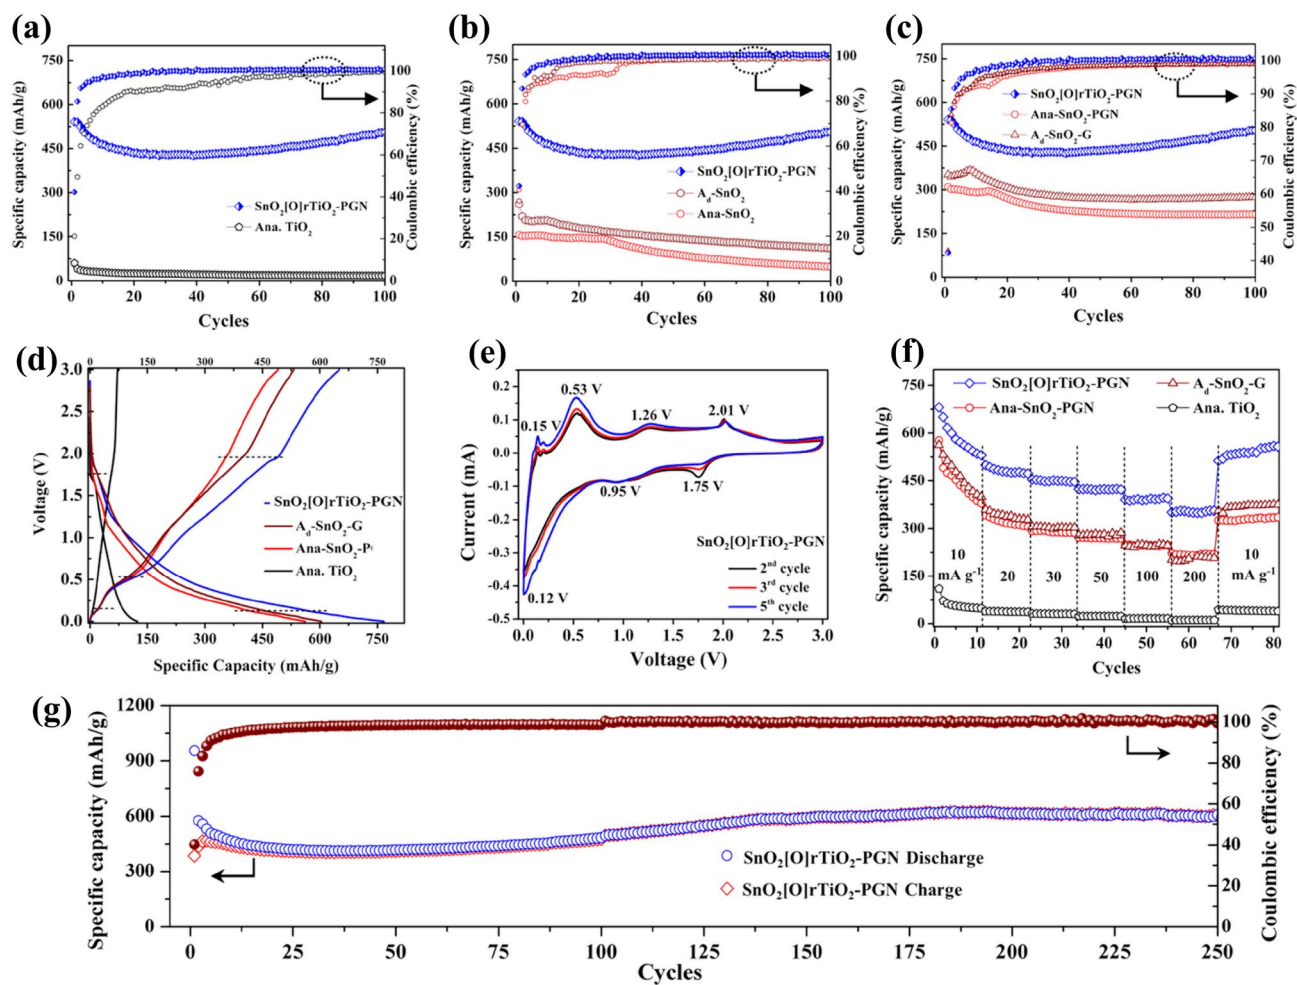 (a)
Specific capacity (mAh/g)
750
600
450
300
150
0
100
80
60
40
20
0
Coulombic efficiency (%)
SnO₂[O]rTiO₂-PGN
Ana. TiO₂
0 20 40 60 80 100
Cycles
(b)
Specific capacity (mAh/g)
750
600
450
300
150
0
100
80
60
40
20
0
Coulombic efficiency (%)
SnO₂[O]rTiO₂-PGN
A_d-SnO₂
Ana-SnO₂
0 20 40 60 80 100
Cycles
(c)
Specific capacity (mAh/g)
750
600
450
300
150
0
100
90
80
70
60
50
40
Coulombic efficiency (%)
SnO₂[O]rTiO₂-PGN
Ana-SnO₂-PGN
A_d-SnO₂-G
0 20 40 60 80 100
Cycles
(d)
0 150 300 450 600 750
Voltage (V)
3.0
2.5
2.0
1.5
1.0
0.5
0.0
SnO₂[O]rTiO₂-PGN
A_d-SnO₂-G
Ana-SnO₂-P
Ana. TiO₂
0 150 300 450 600 750
Specific Capacity (mAh/g)
(e)
Current (mA)
0.2
0.1
0.0
-0.1
-0.2
-0.3
-0.4
-0.5
0.53 V
0.15 V
1.26 V
2.01 V
0.95 V
1.75 V
0.12 V
SnO₂[O]rTiO₂-PGN
2ⁿᵈ cycle
3ʳᵈ cycle
5ᵗʰ cycle
0.0 0.5 1.0 1.5 2.0 2.5 3.0
Voltage (V)
(f)
Specific capacity (mAh/g)
750
600
450
300
150
0
SnO₂[O]rTiO₂-PGN
A_d-SnO₂-G
Ana-SnO₂-PGN
Ana. TiO₂
10
mA g⁻¹
20
30
50
100
200
10
mA g⁻¹
0 10 20 30 40 50 60 70 80
Cycles
(g)
Specific capacity (mAh/g)
1200
900
600
300
0
100
80
60
40
20
0
Coulombic efficiency (%)
SnO₂[O]rTiO₂-PGN Discharge
SnO₂[O]rTiO₂-PGN Charge
0 25 50 75 100 125 150 175 200 225 250
Cycles